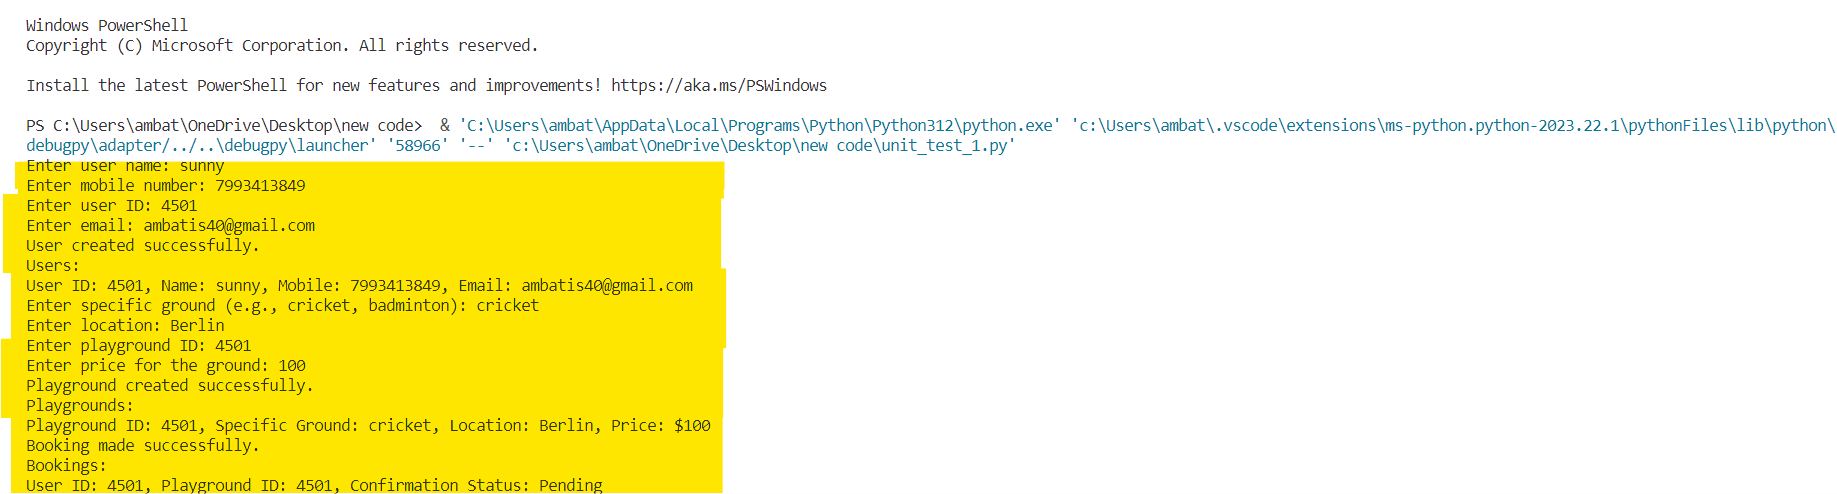 Windows PowerShell
Copyright (C) Microsoft Corporation. All rights reserved.
Install the latest PowerShell for new features and improvements! https://aka.ms/PSWindows
PS C:\Users\ambat\OneDrive\Desktop\new code>  & 'C:\Users\ambat\AppData\Local\Programs\Python\Python312\python.exe' 'c:\Users\ambat\.vscode\extensions\ms-python.python-2023.22.1\pythonFiles\lib\python\
debugpy\adapter/../..\debugpy\launcher' '58966' '--' 'c:\Users\ambat\OneDrive\Desktop\new code\unit_test_1.py'
Enter user name: sunny
Enter mobile number: 7993413849
Enter user ID: 4501
Enter email: ambatis40@gmail.com
User created successfully.
Users:
User ID: 4501, Name: sunny, Mobile: 7993413849, Email: ambatis40@gmail.com
Enter specific ground (e.g., cricket, badminton): cricket
Enter location: Berlin
Enter playground ID: 4501
Enter price for the ground: 100
Playground created successfully.
Playgrounds:
Playground ID: 4501, Specific Ground: cricket, Location: Berlin, Price: $100
Booking made successfully.
Bookings:
User ID: 4501, Playground ID: 4501, Confirmation Status: Pending